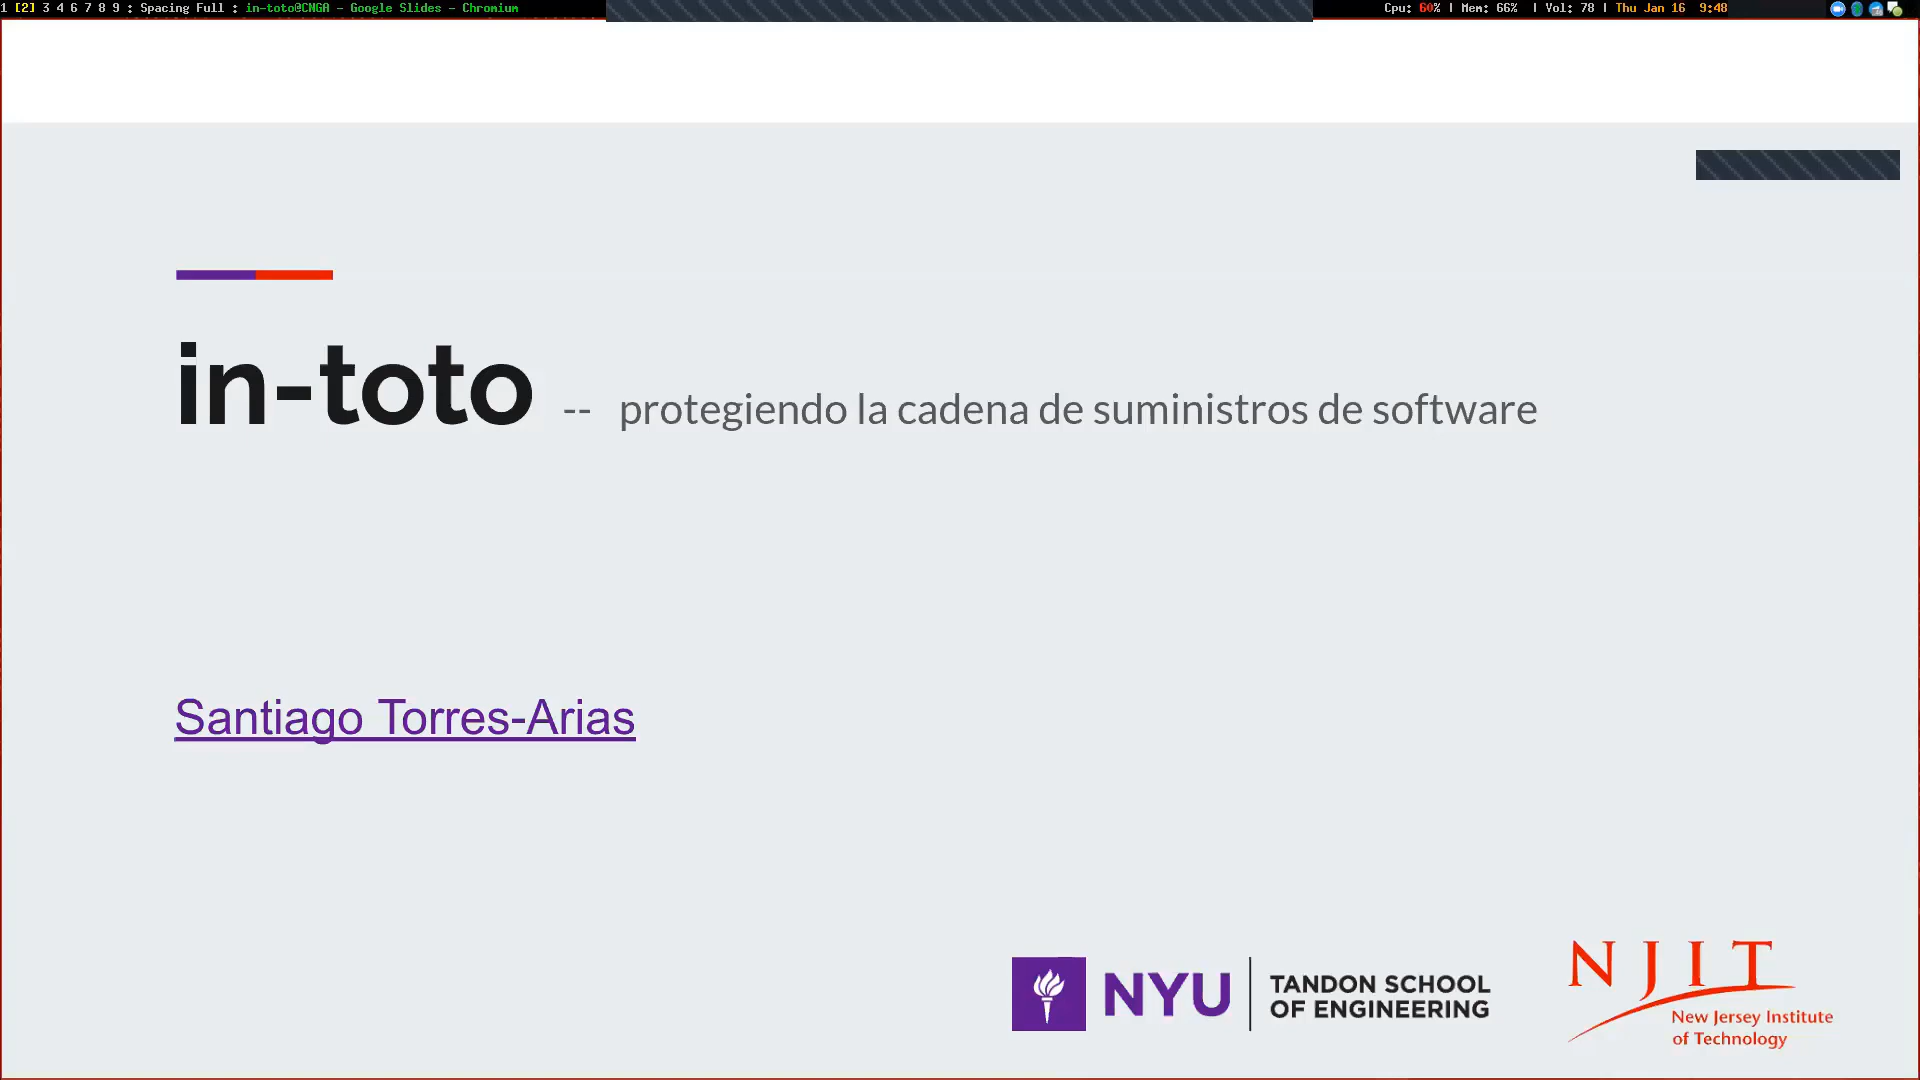 1 [2] 3 4 6 7 8 9 : Spacing Full : in-toto@CNGA - Google Slides - Chromium
Cpu: 60% | Mem: 66% | Vol: 78 | Thu Jan 16 9:48
in-toto -- protegiendo la cadena de suministros de software
Santiago Torres-Arias
NYU
TANDON SCHOOL
OF ENGINEERING
NJIT
New Jersey Institute
of Technology